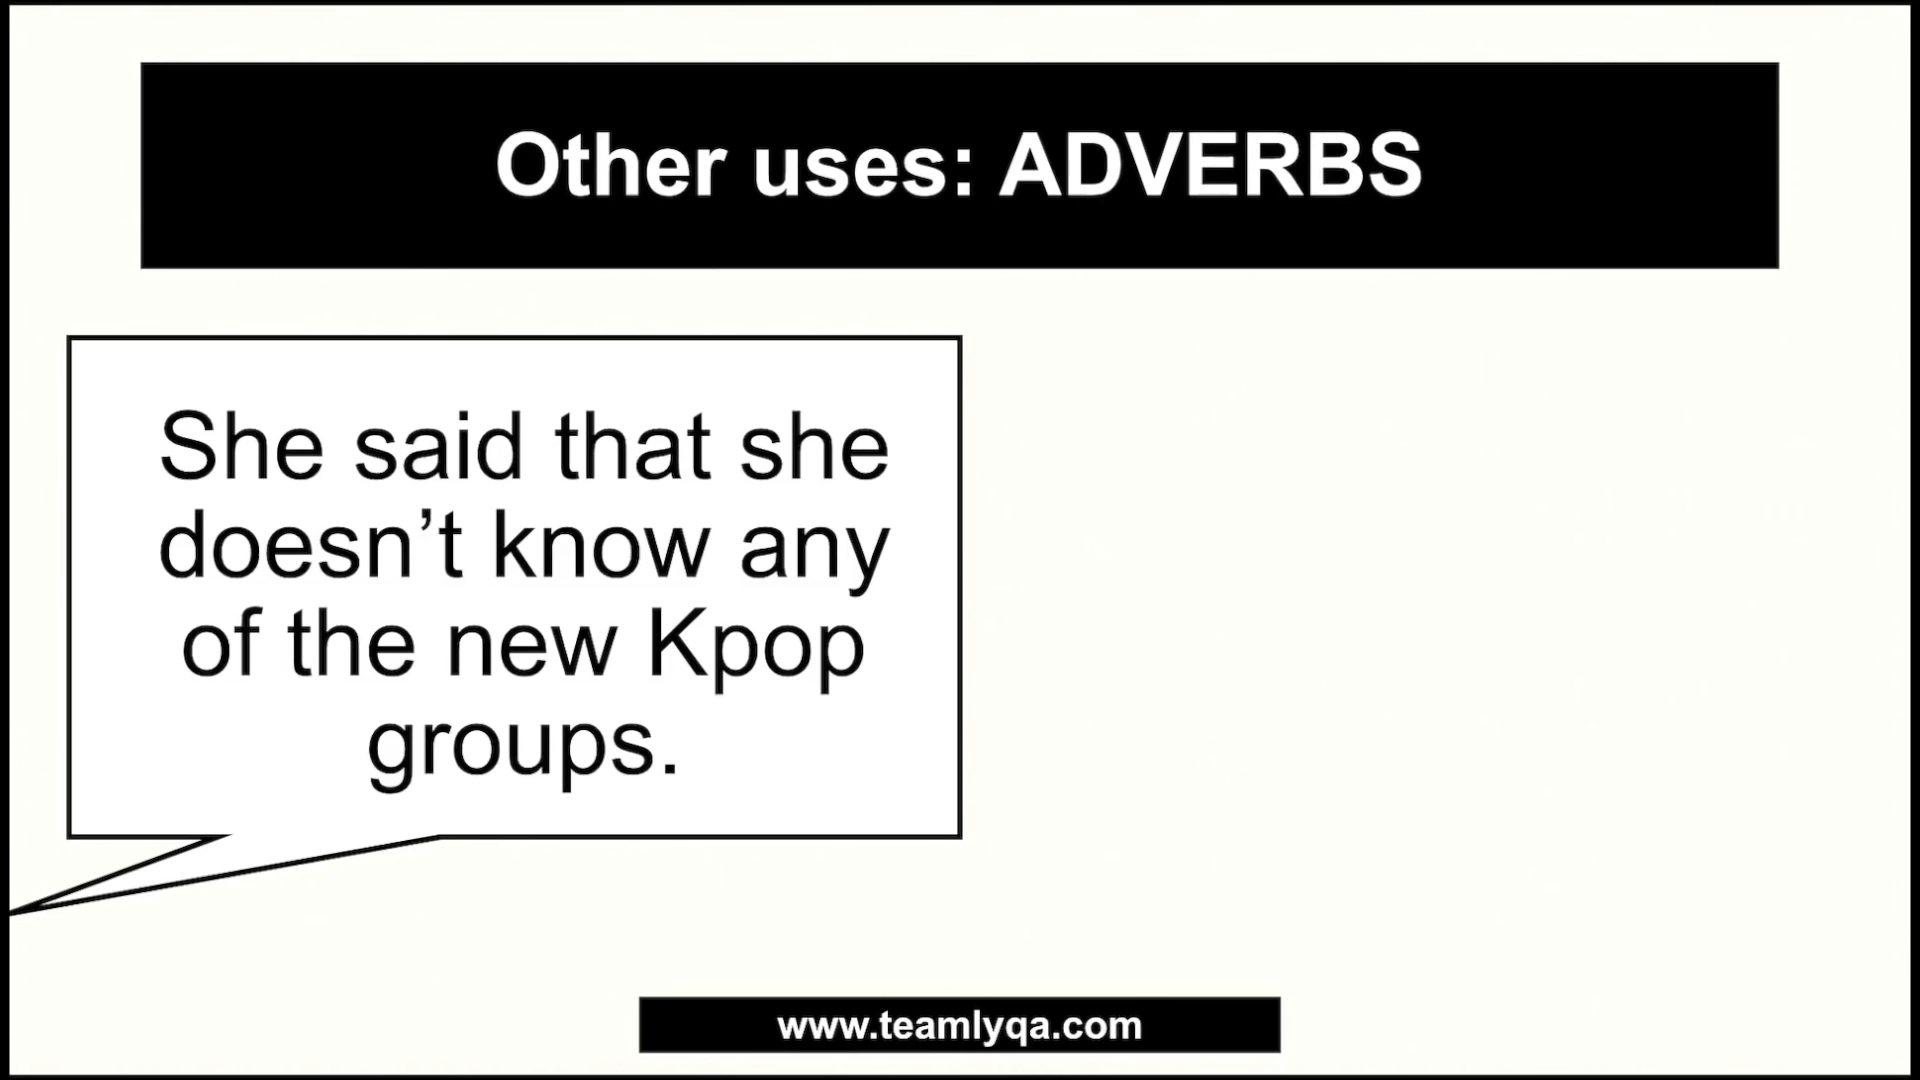 Other uses: ADVERBS
She said that she
doesn’t know any
of the new Kpop
groups.
www.teamlyqa.com